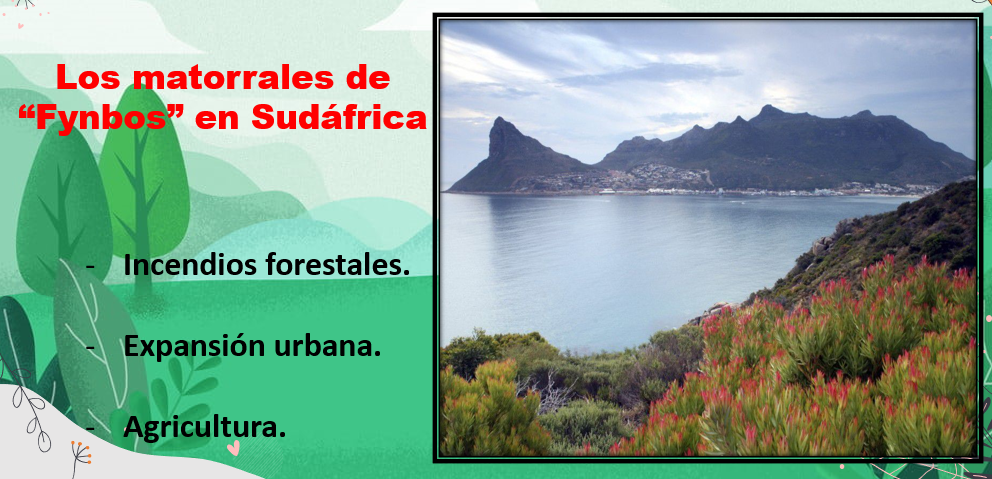 Los matorrales de
“Fynbos” en Sudáfrica
- Incendios forestales.
- Expansión urbana.
- Agricultura.